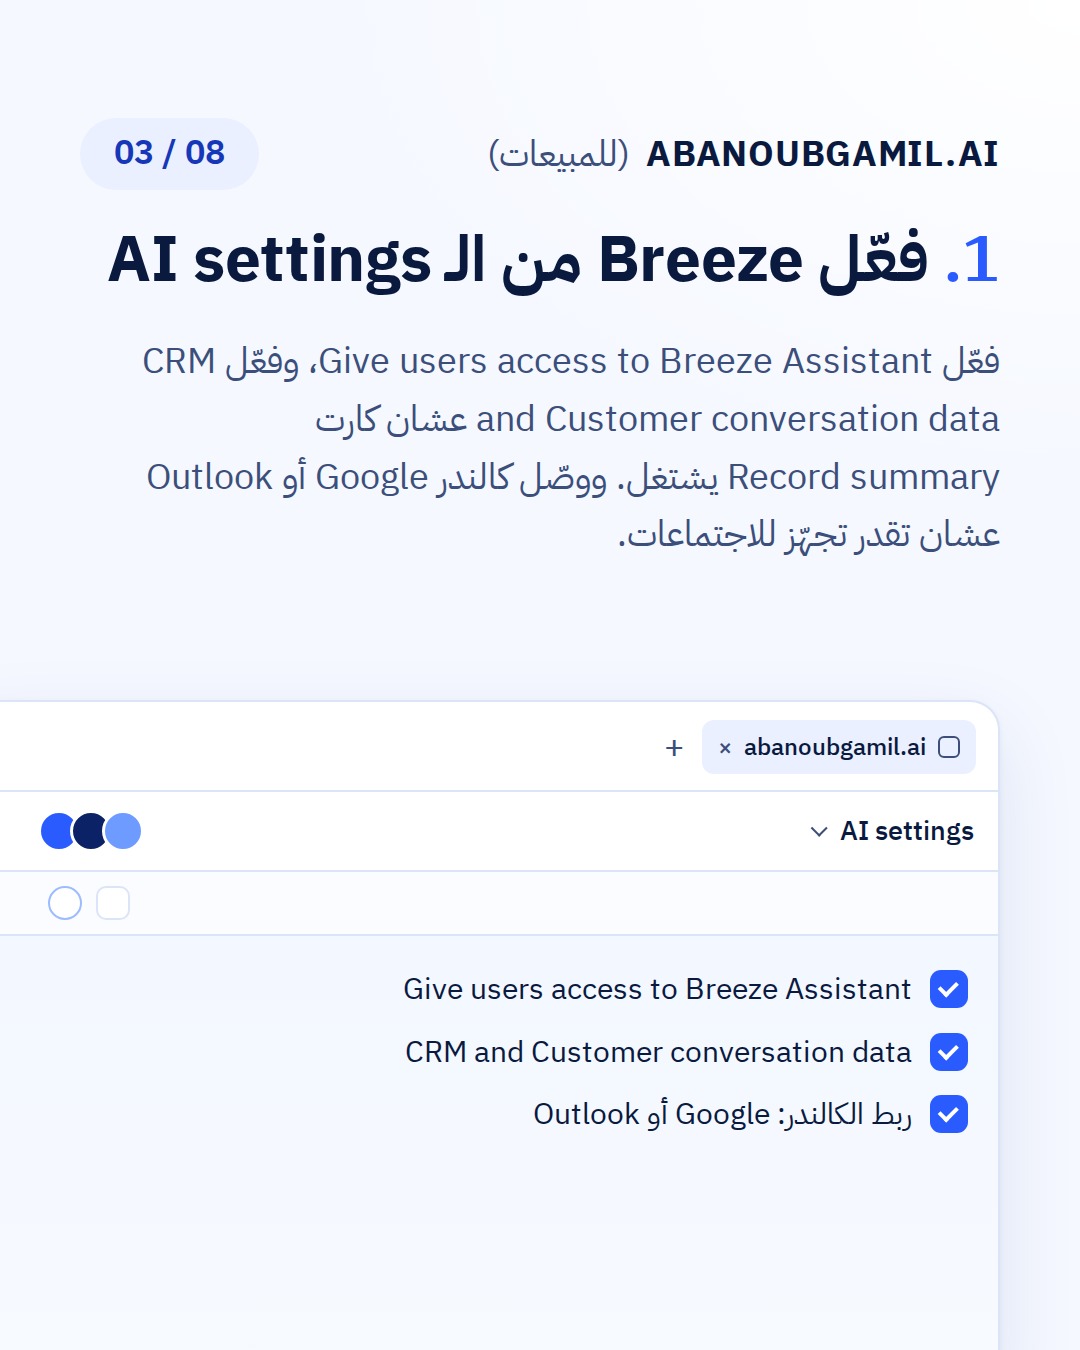 ABANOUBGAMIL.AI (للمبيعات)
03 / 08
1. فعّل Breeze من الـ AI settings
فعّل Give users access to Breeze Assistant، وفعّل CRM
and Customer conversation data عشان كارت
Record summary يشتغل. ووصّل كالندر Google أو Outlook
عشان تقدر تجهّز للاجتماعات.
abanoubgamil.ai × +
AI settings
Give users access to Breeze Assistant
CRM and Customer conversation data
ربط الكالندر: Google أو Outlook